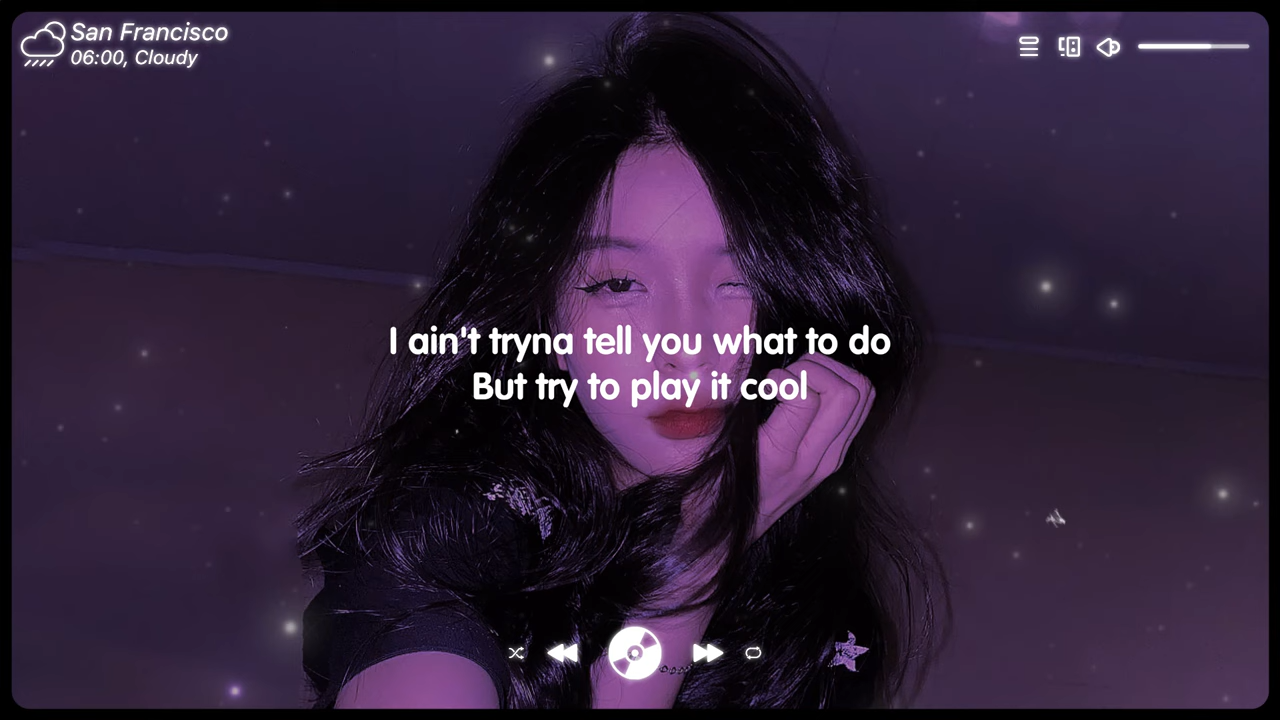 San Francisco
06:00, Cloudy
I ain't tryna tell you what to do
But try to play it cool